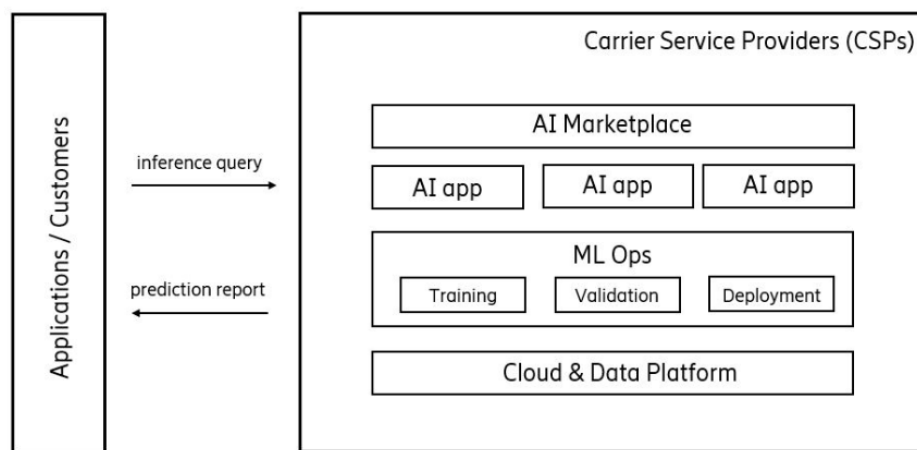 Applications / Customers
inference query
prediction report
Carrier Service Providers (CSPs)
AI Marketplace
AI app
AI app
AI app
ML Ops
Training
Validation
Deployment
Cloud & Data Platform